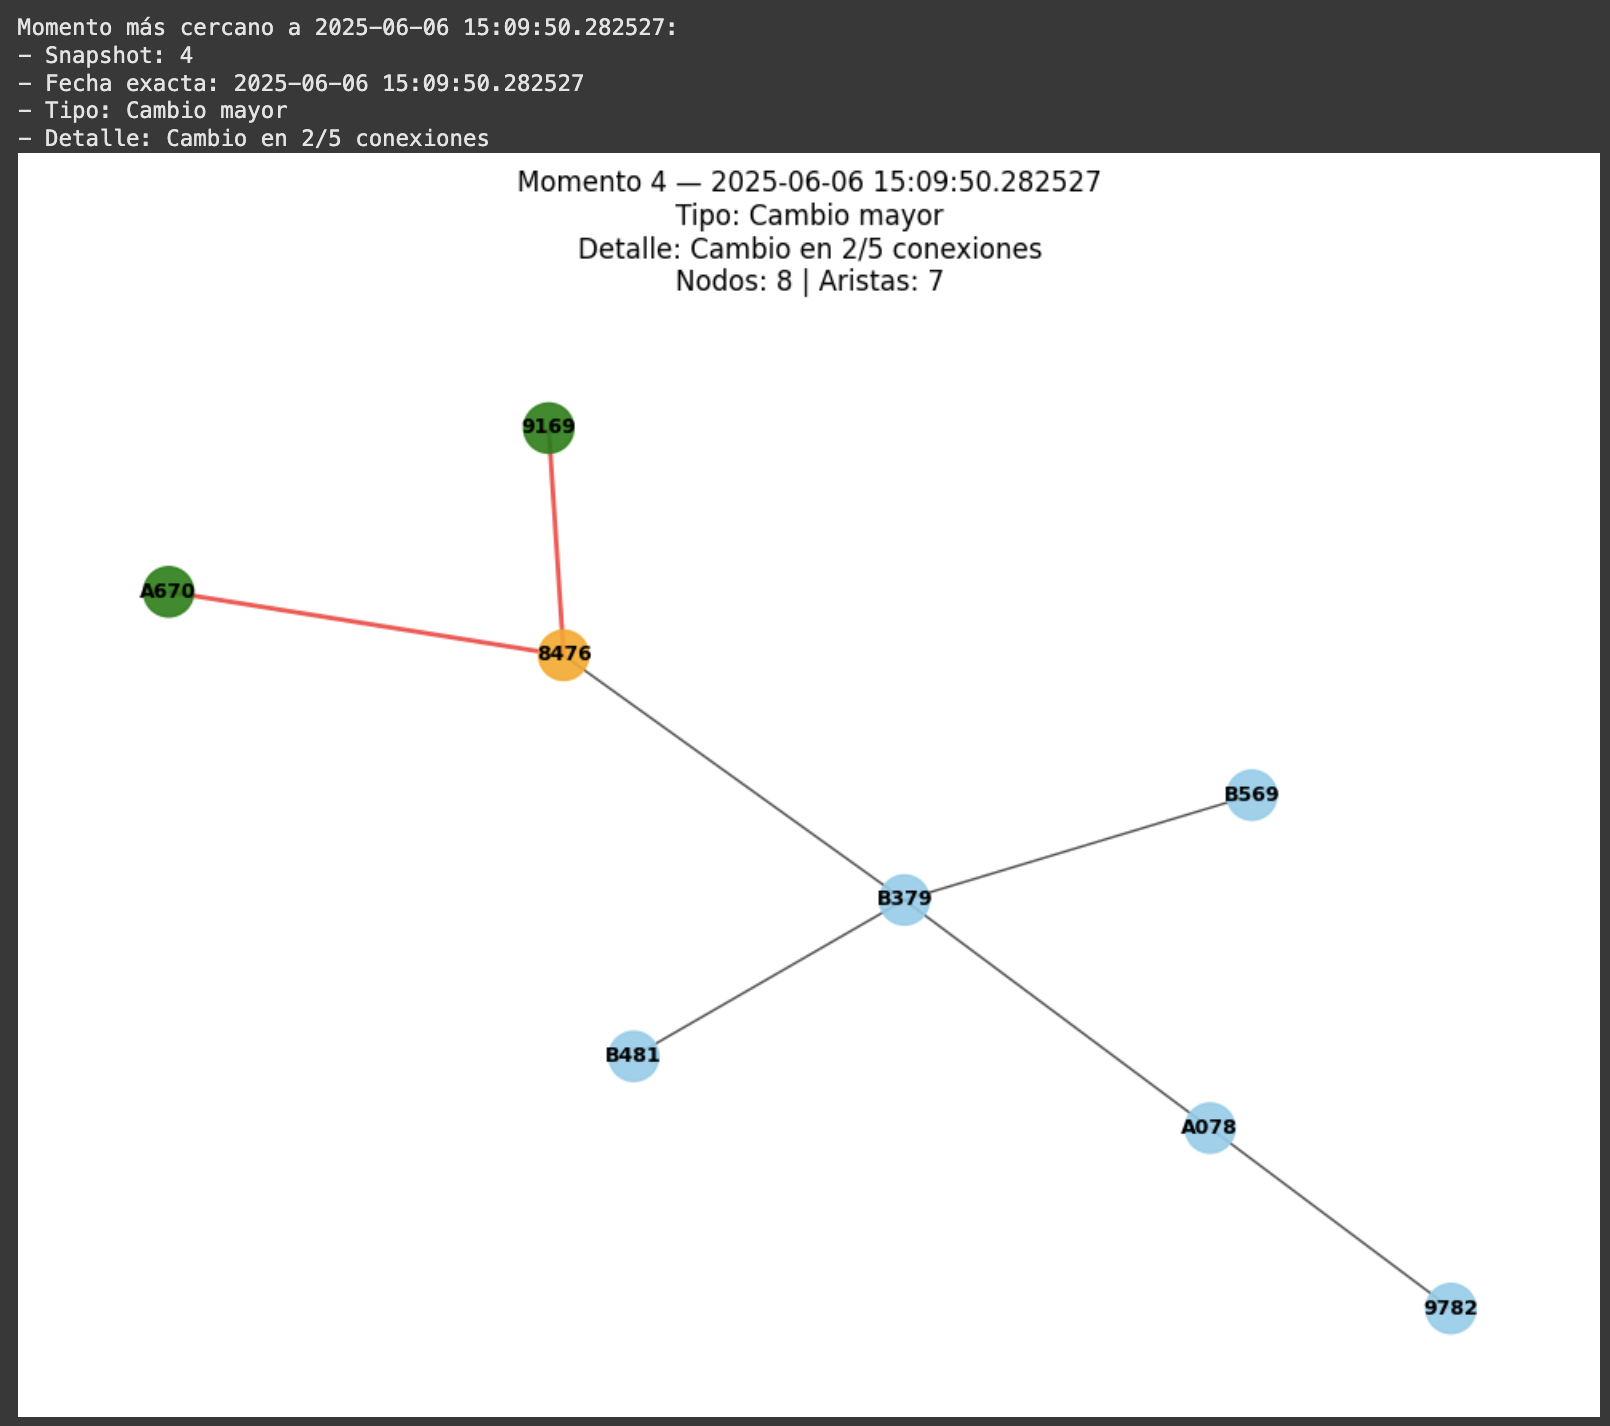 Momento más cercano a 2025-06-06 15:09:50.282527:
- Snapshot: 4
- Fecha exacta: 2025-06-06 15:09:50.282527
- Tipo: Cambio mayor
- Detalle: Cambio en 2/5 conexiones
Momento 4 — 2025-06-06 15:09:50.282527
Tipo: Cambio mayor
Detalle: Cambio en 2/5 conexiones
Nodos: 8 | Aristas: 7
9169
A670
8476
B569
B379
B481
A078
9782